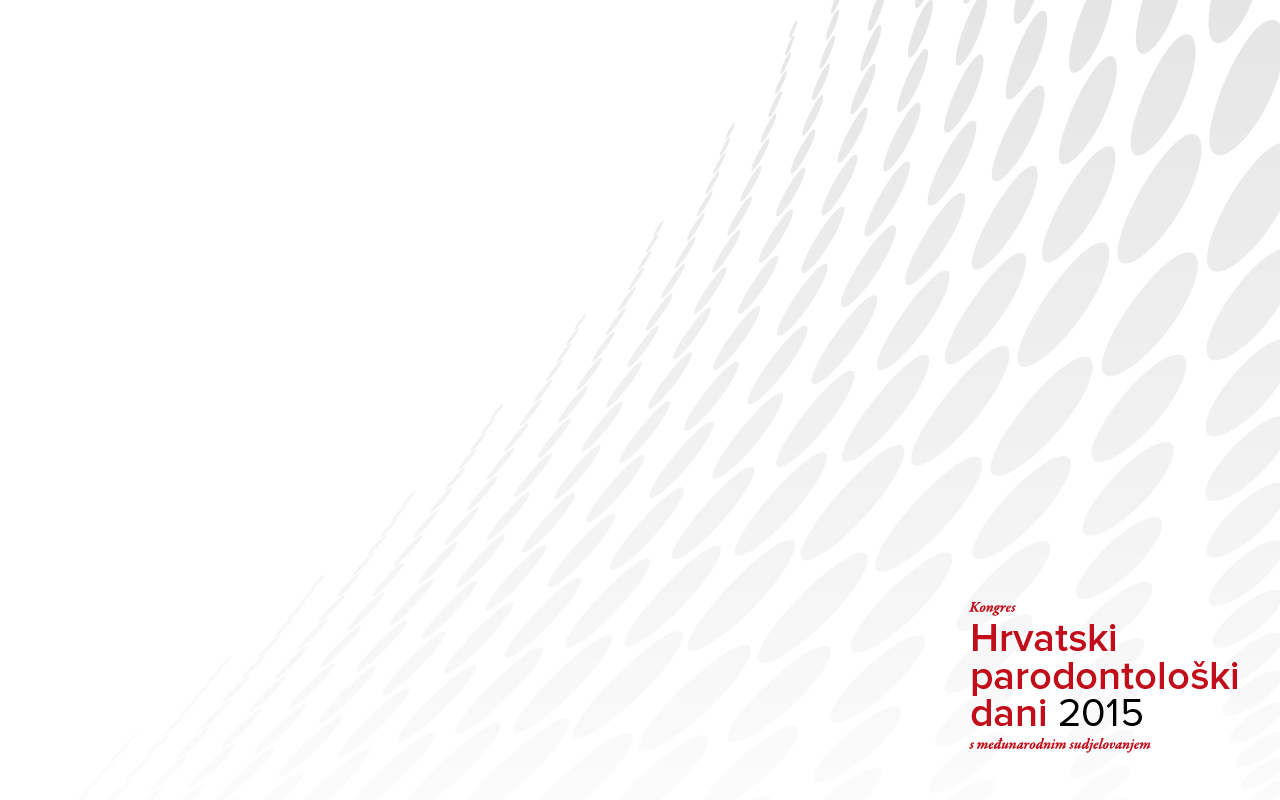 Kongres
Hrvatski
parodontološki
dani 2015
s međunarodnim sudjelovanjem